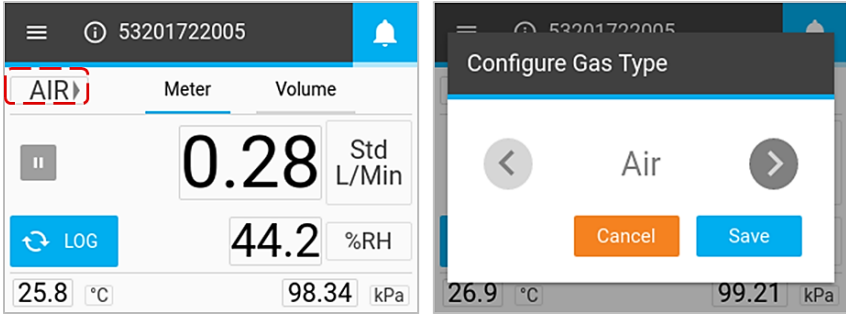 53201722005
AIR
Meter
Volume
0.28
Std
L/Min
LOG
44.2
%RH
25.8
°C
98.34
kPa
53201722005
Configure Gas Type
Air
Cancel
Save
26.9
°C
99.21
kPa